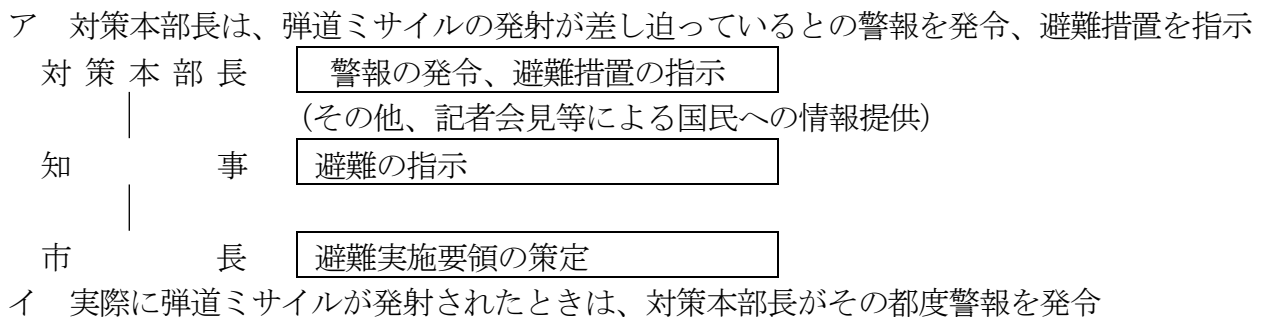 ア　対策本部長は、弾道ミサイルの発射が差し迫っているとの警報を発令、避難措置を指示
対策本部長　警報の発令、避難措置の指示
（その他、記者会見等による国民への情報提供）
知事　避難の指示
市長　避難実施要領の策定
イ　実際に弾道ミサイルが発射されたときは、対策本部長がその都度警報を発令